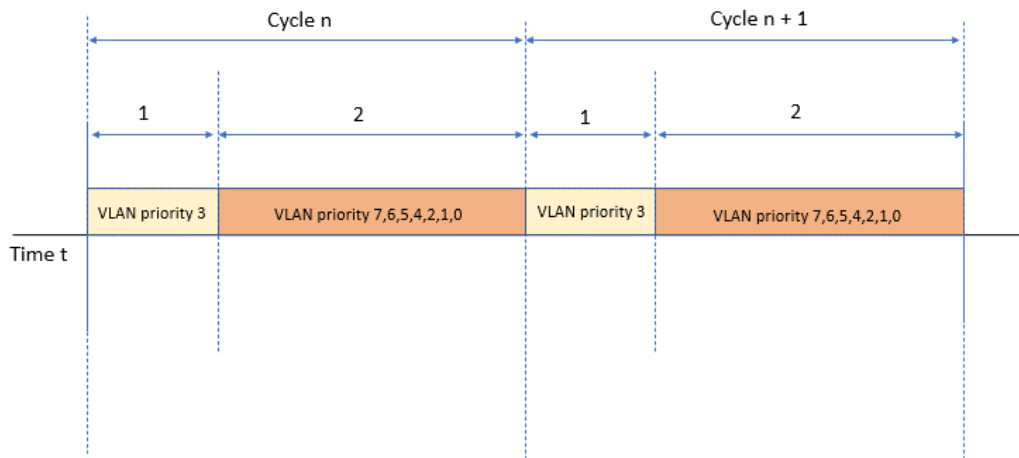 Cycle n
Cycle n + 1
1
2
1
2
VLAN priority 3
VLAN priority 7,6,5,4,2,1,0
VLAN priority 3
VLAN priority 7,6,5,4,2,1,0
Time t